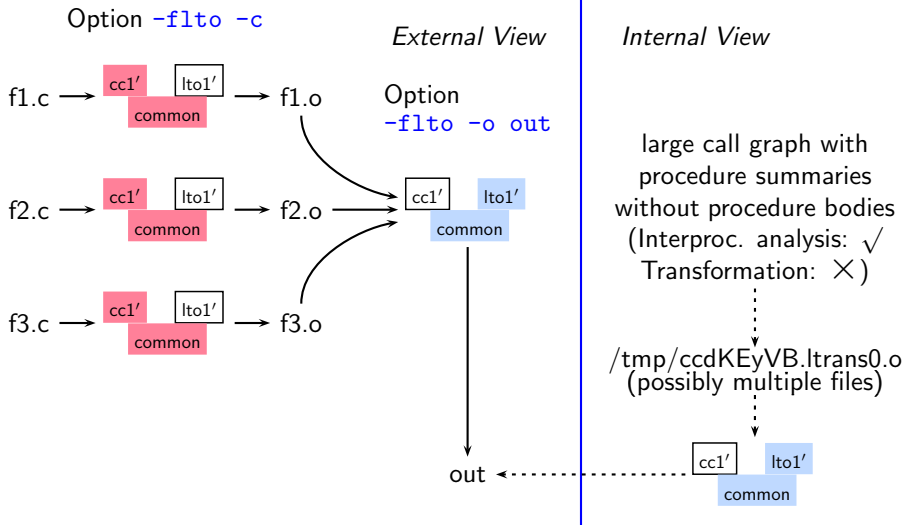 Option -flto -c
External View
Internal View
f1.c
cc1′
lto1′
common
f1.o
Option
-flto -o out
f2.c
cc1′
lto1′
common
f2.o
cc1′
lto1′
common
f3.c
cc1′
lto1′
common
f3.o
large call graph with
procedure summaries
without procedure bodies
(Interproc. analysis: √
Transformation: ×)
/tmp/ccdKEyVB.ltrans0.o
(possibly multiple files)
cc1′
lto1′
common
out